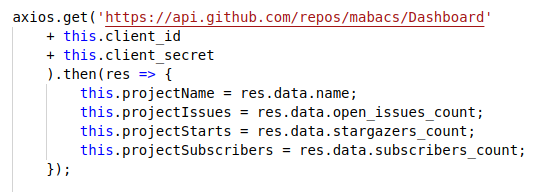 axios.get('https://api.github.com/repos/mabacs/Dashboard'
+ this.client_id
+ this.client_secret
).then(res => {
this.projectName = res.data.name;
this.projectIssues = res.data.open_issues_count;
this.projectStarts = res.data.stargazers_count;
this.projectSubscribers = res.data.subscribers_count;
});